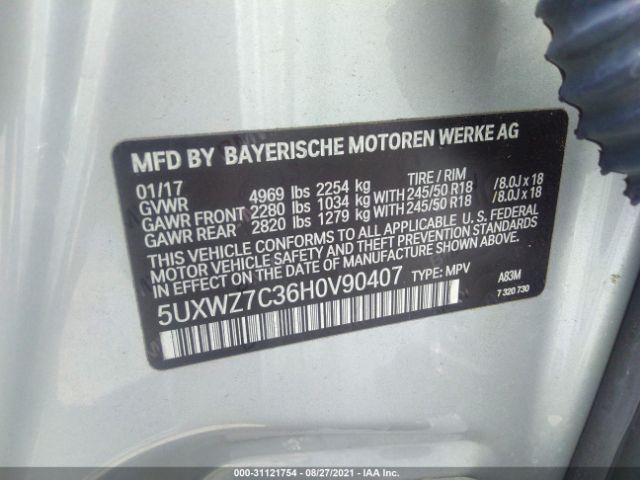 MFD BY BAYERISCHE MOTOREN WERKE AG
01/17 TIRE / RIM
GVWR 4969 lbs 2254 kg
GAWR FRONT 2280 lbs 1034 kg WITH 245/50 R18 /8.0J x 18
GAWR REAR 2820 lbs 1279 kg WITH 245/50 R18 /8.0J x 18
THIS VEHICLE CONFORMS TO ALL APPLICABLE U. S. FEDERAL
MOTOR VEHICLE SAFETY, BUMPER, AND THEFT PREVENTION STANDARDS
IN EFFECT ON THE DATE OF MANUFACTURE SHOWN ABOVE.
5UXWZ7C36H0V90407 TYPE: MPV A83M
7 320 730
000-31121754 - 08/27/2021 - IAA Inc.